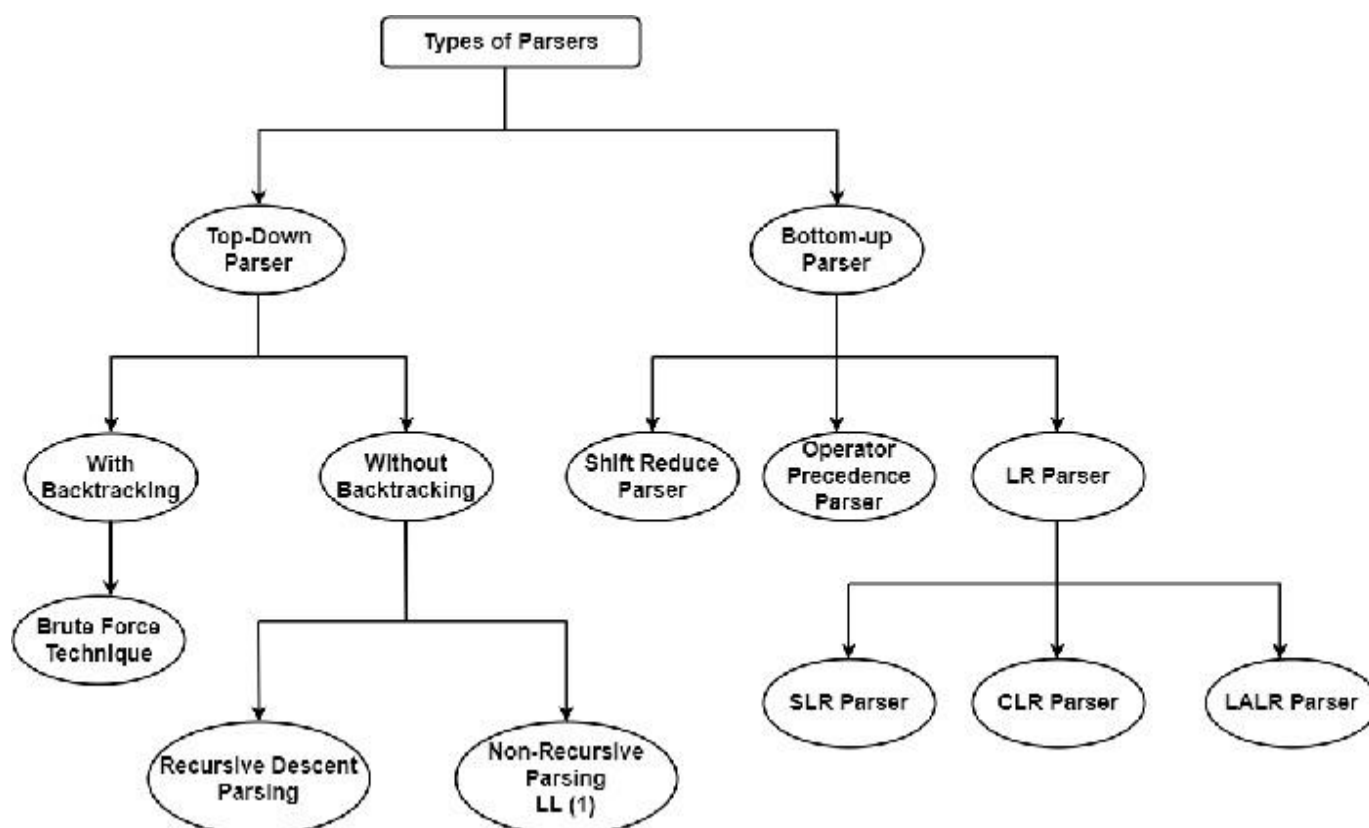 Types of Parsers
Top-Down
Parser
Bottom-up
Parser
With
Backtracking
Without
Backtracking
Shift Reduce
Parser
Operator
Precedence
Parser
LR Parser
Brute Force
Technique
SLR Parser
CLR Parser
LALR Parser
Recursive Descent
Parsing
Non-Recursive
Parsing
LL (1)